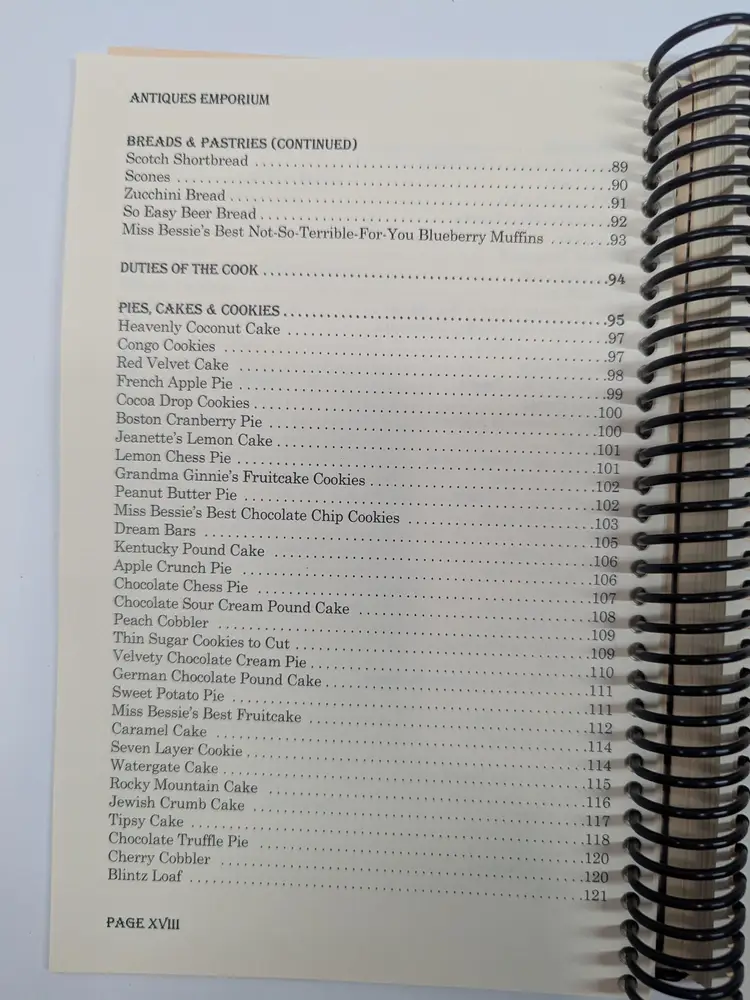 ANTIQUES EMPORIUM
BREADS & PASTRIES (CONTINUED)
Scotch Shortbread ........ 89
Scones ........ 90
Zucchini Bread ........ 91
So Easy Beer Bread ........ 92
Miss Bessie's Best Not-So-Terrible-For-You Blueberry Muffins ........ 93
DUTIES OF THE COOK ........ 94
PIES, CAKES & COOKIES ........ 95
Heavenly Coconut Cake ........ 97
Congo Cookies ........ 97
Red Velvet Cake ........ 98
French Apple Pie ........ 99
Cocoa Drop Cookies ........ 100
Boston Cranberry Pie ........ 100
Jeanette's Lemon Cake ........ 101
Lemon Chess Pie ........ 101
Grandma Ginnie's Fruitcake Cookies ........ 102
Peanut Butter Pie ........ 102
Miss Bessie's Best Chocolate Chip Cookies ........ 103
Dream Bars ........ 105
Kentucky Pound Cake ........ 106
Apple Crunch Pie ........ 106
Chocolate Chess Pie ........ 107
Chocolate Sour Cream Pound Cake ........ 108
Peach Cobbler ........ 109
Thin Sugar Cookies to Cut ........ 109
Velvety Chocolate Cream Pie ........ 110
German Chocolate Pound Cake ........ 111
Sweet Potato Pie ........ 111
Miss Bessie's Best Fruitcake ........ 112
Caramel Cake ........ 114
Seven Layer Cookie ........ 114
Watergate Cake ........ 115
Rocky Mountain Cake ........ 116
Jewish Crumb Cake ........ 117
Tipsy Cake ........ 118
Chocolate Truffle Pie ........ 120
Cherry Cobbler ........ 120
Blintz Loaf ........ 121
PAGE XVIII